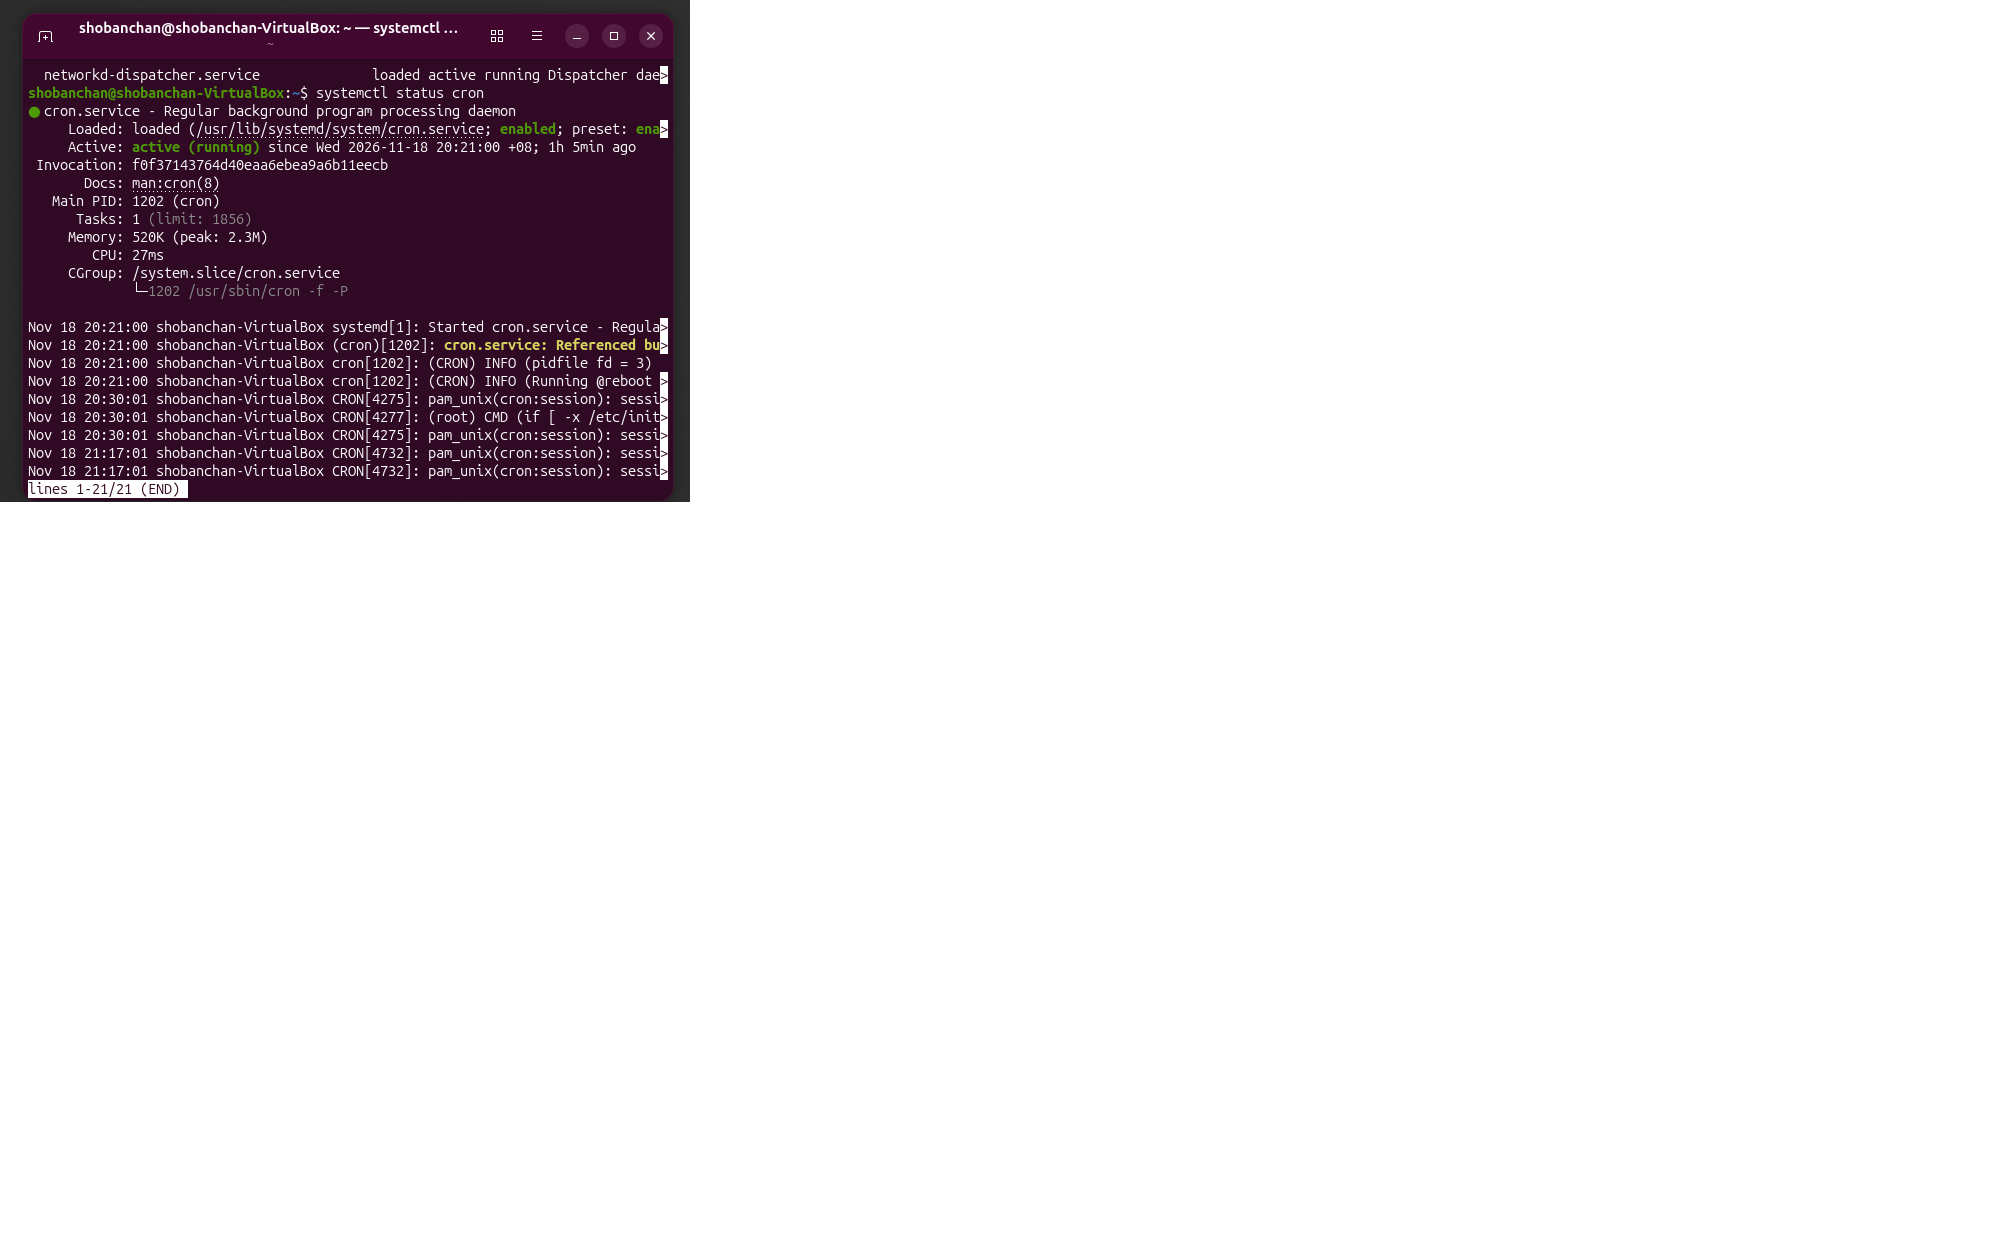 shobanchan@shobanchan-VirtualBox: ~ — systemctl …
~
networkd-dispatcher.service              loaded active running Dispatcher dae>
shobanchan@shobanchan-VirtualBox:~$ systemctl status cron
● cron.service - Regular background program processing daemon
     Loaded: loaded (/usr/lib/systemd/system/cron.service; enabled; preset: ena>
     Active: active (running) since Wed 2026-11-18 20:21:00 +08; 1h 5min ago
 Invocation: f0f37143764d40eaa6ebea9a6b11eecb
       Docs: man:cron(8)
   Main PID: 1202 (cron)
      Tasks: 1 (limit: 1856)
     Memory: 520K (peak: 2.3M)
        CPU: 27ms
     CGroup: /system.slice/cron.service
             └─1202 /usr/sbin/cron -f -P
Nov 18 20:21:00 shobanchan-VirtualBox systemd[1]: Started cron.service - Regula>
Nov 18 20:21:00 shobanchan-VirtualBox (cron)[1202]: cron.service: Referenced bu>
Nov 18 20:21:00 shobanchan-VirtualBox cron[1202]: (CRON) INFO (pidfile fd = 3)
Nov 18 20:21:00 shobanchan-VirtualBox cron[1202]: (CRON) INFO (Running @reboot >
Nov 18 20:30:01 shobanchan-VirtualBox CRON[4275]: pam_unix(cron:session): sessi>
Nov 18 20:30:01 shobanchan-VirtualBox CRON[4277]: (root) CMD (if [ -x /etc/init>
Nov 18 20:30:01 shobanchan-VirtualBox CRON[4275]: pam_unix(cron:session): sessi>
Nov 18 21:17:01 shobanchan-VirtualBox CRON[4732]: pam_unix(cron:session): sessi>
Nov 18 21:17:01 shobanchan-VirtualBox CRON[4732]: pam_unix(cron:session): sessi>
lines 1-21/21 (END)